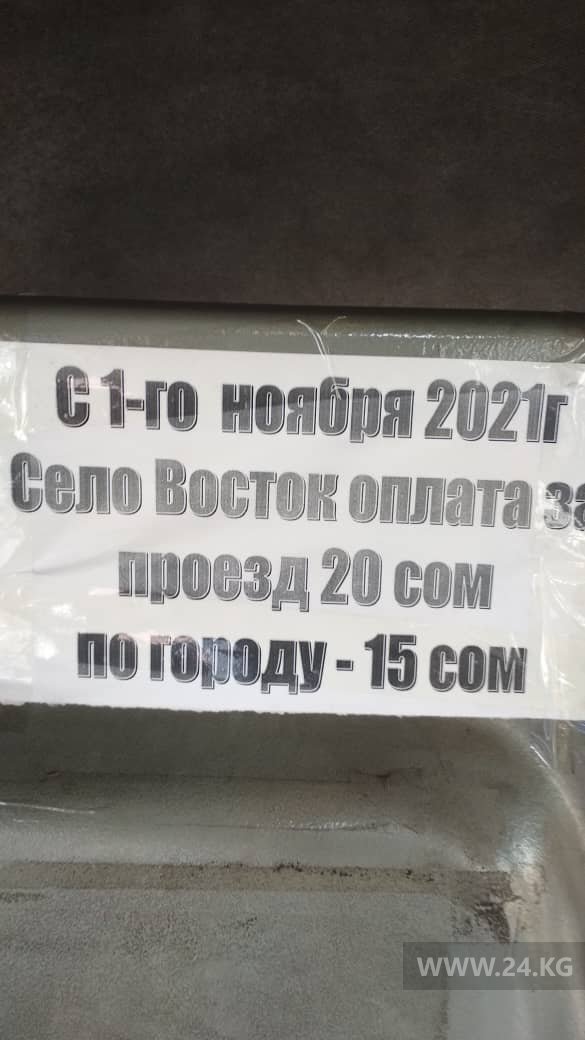 С 1-го ноября 2021г
Село Восток оплата за
проезд 20 сом
по городу - 15 сом
WWW.24.KG